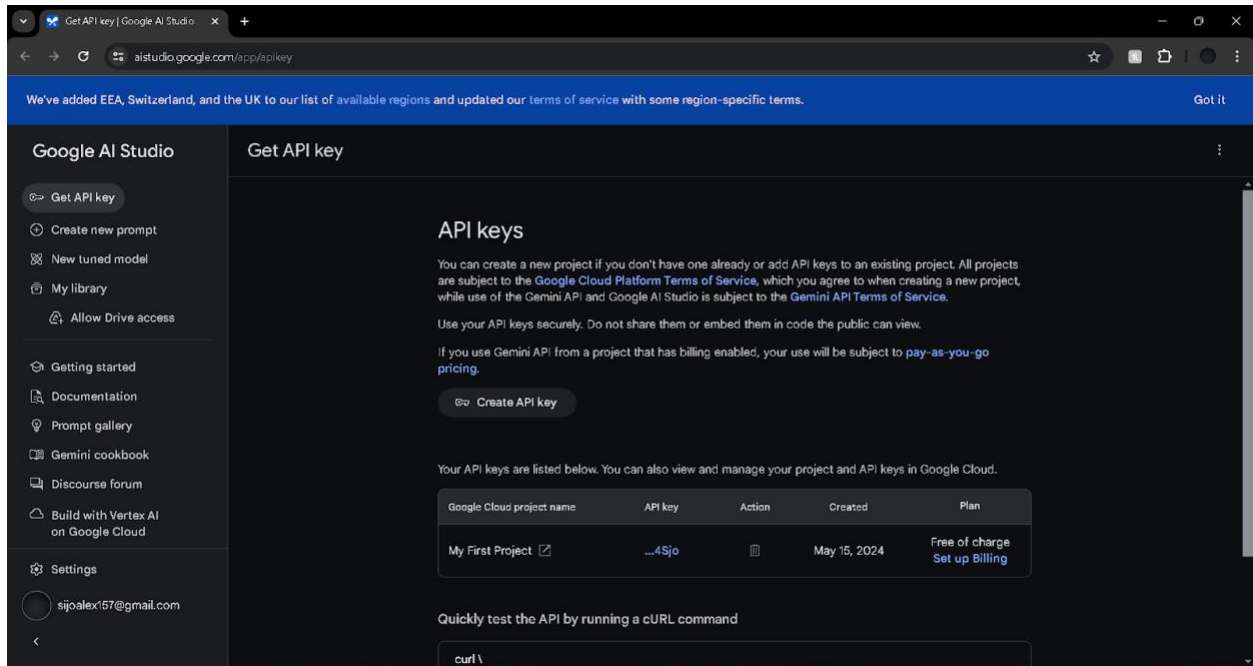 Get API key | Google AI Studio
aistudio.google.com/app/apikey
We've added EEA, Switzerland, and the UK to our list of available regions and updated our terms of service with some region-specific terms.
Got it
Google AI Studio
Get API key
Create new prompt
New tuned model
My library
Allow Drive access
Getting started
Documentation
Prompt gallery
Gemini cookbook
Discourse forum
Build with Vertex AI
on Google Cloud
Settings
sijoalex157@gmail.com
Get API key
API keys
You can create a new project if you don't have one already or add API keys to an existing project. All projects
are subject to the Google Cloud Platform Terms of Service, which you agree to when creating a new project,
while use of the Gemini API and Google AI Studio is subject to the Gemini API Terms of Service.
Use your API keys securely. Do not share them or embed them in code the public can view.
If you use Gemini API from a project that has billing enabled, your use will be subject to pay-as-you-go
pricing.
Create API key
Your API keys are listed below. You can also view and manage your project and API keys in Google Cloud.
Google Cloud project name API key Action Created Plan
My First Project ...4Sjo May 15, 2024 Free of charge
Set up Billing
Quickly test the API by running a cURL command
curl \